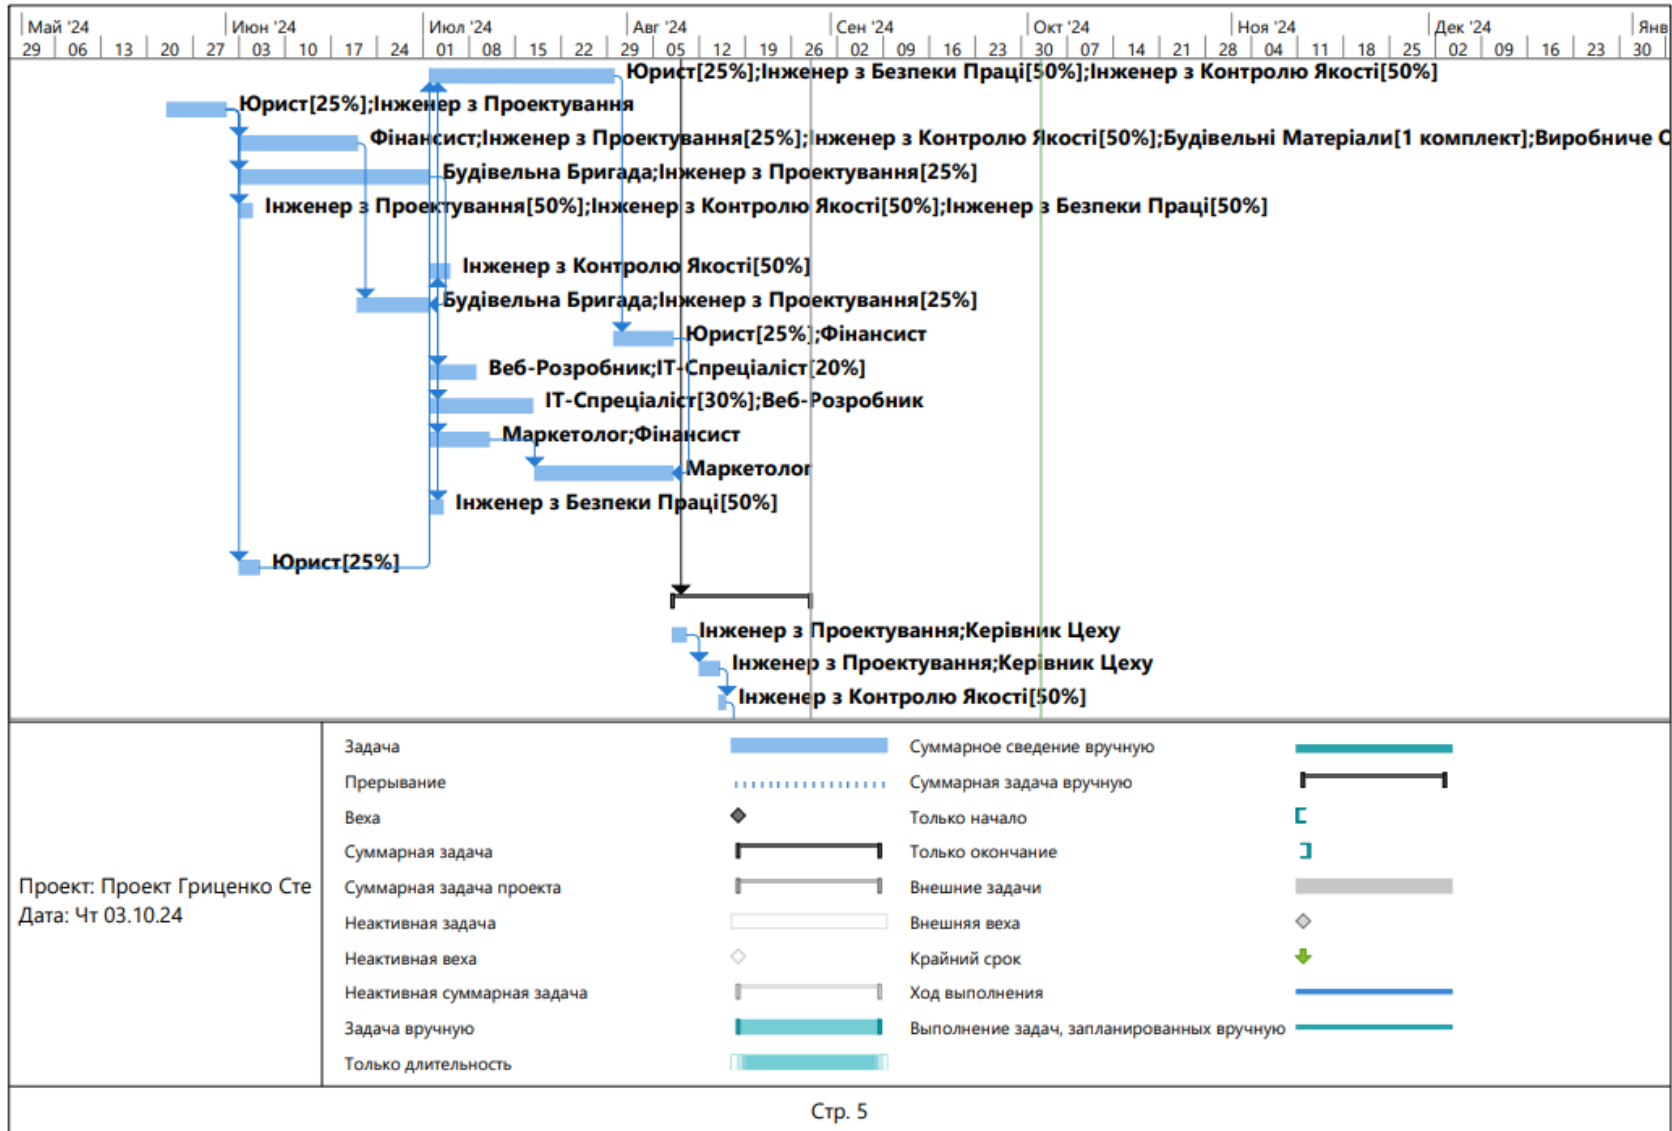 Май '24 Июн '24 Июл '24 Авг '24 Сен '24 Окт '24 Ноя '24 Дек '24 Янв
29 06 13 20 27 03 10 17 24 01 08 15 22 29 05 12 19 26 02 09 16 23 30 07 14 21 28 04 11 18 25 02 09 16 23 30
Юрист[25%];Інженер з Безпеки Праці[50%];Інженер з Контролю Якості[50%]
Юрист[25%];Інженер з Проектування
Фінансист;Інженер з Проектування[25%];Інженер з Контролю Якості[50%];Будівельні Матеріали[1 комплект];Виробниче О
Будівельна Бригада;Інженер з Проектування[25%]
Інженер з Проектування[50%];Інженер з Контролю Якості[50%];Інженер з Безпеки Праці[50%]
Інженер з Контролю Якості[50%]
Будівельна Бригада;Інженер з Проектування[25%]
Юрист[25%];Фінансист
Веб-Розробник;ІТ-Спреціаліст[20%]
ІТ-Спреціаліст[30%];Веб-Розробник
Маркетолог;Фінансист
Маркетолог
Інженер з Безпеки Праці[50%]
Юрист[25%]
Інженер з Проектування;Керівник Цеху
Інженер з Проектування;Керівник Цеху
Інженер з Контролю Якості[50%]
Проект: Проект Гриценко Сте
Дата: Чт 03.10.24
Задача
Прерывание
Веха
Суммарная задача
Суммарная задача проекта
Неактивная задача
Неактивная веха
Неактивная суммарная задача
Задача вручную
Только длительность
Суммарное сведение вручную
Суммарная задача вручную
Только начало
Только окончание
Внешние задачи
Внешняя веха
Крайний срок
Ход выполнения
Выполнение задач, запланированных вручную
Стр. 5